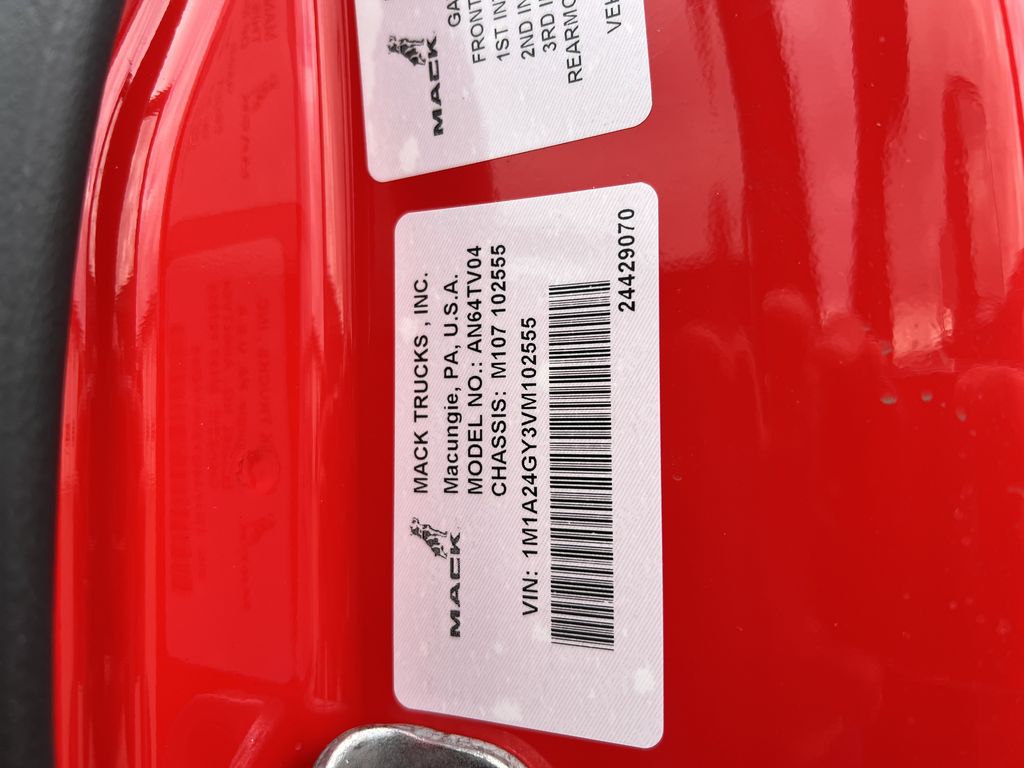 MACK
GA
FRONT
1ST IN
2ND IN
3RD I
REARMO
VEH
MACK
MACK TRUCKS , INC.
Macungie, PA, U.S.A.
MODEL NO.: AN64TV04
CHASSIS: M107 102555
VIN: 1M1A24GY3VM102555
24429070